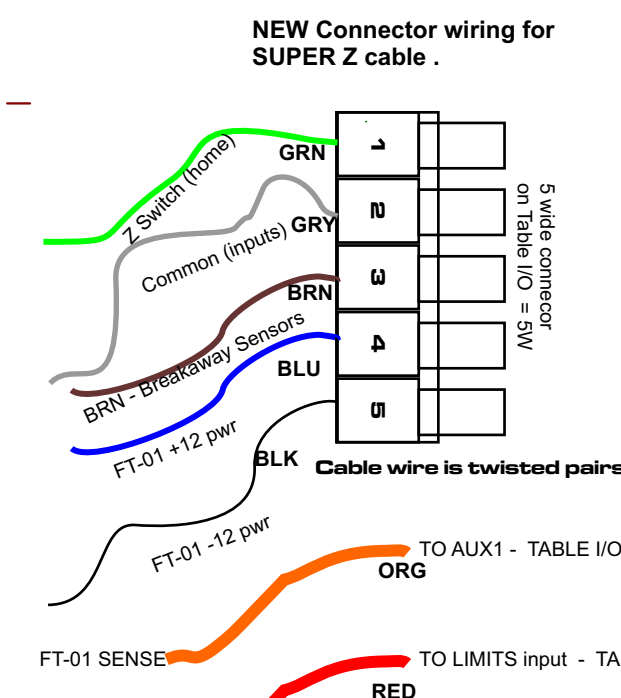 NEW Connector wiring for
SUPER Z cable .
Z Switch (home)
GRN
1
Common (inputs)
GRY
2
5 wide connecor
on Table I/O = 5W
BRN
3
BRN - Breakaway Sensors
BLU
4
FT-01 +12 pwr
5
BLK
Cable wire is twisted pairs
FT-01 -12 pwr
TO AUX1 - TABLE I/O
ORG
FT-01 SENSE
TO LIMITS input - TA
RED